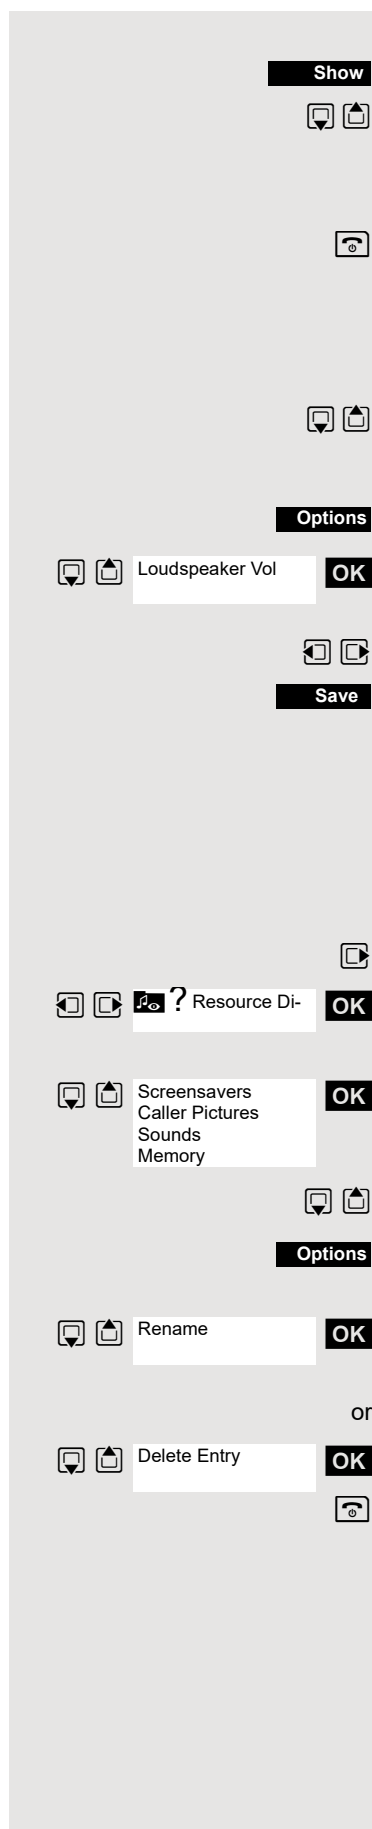 Show
Options
Loudspeaker Vol OK
Save
? Resource Di- OK
Screensavers OK
Caller Pictures
Sounds
Memory
Options
Rename OK
or
Delete Entry OK